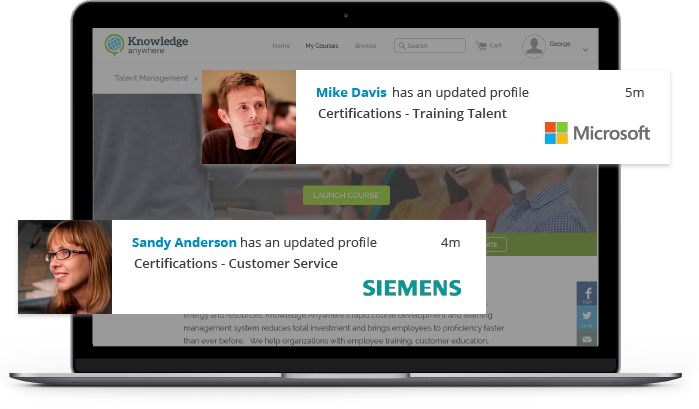 Knowledge
anywhere
Home
My Courses
Browse
Search
Cart
George
Talent Management >
Mike Davis has an updated profile
5m
Certifications - Training Talent
Microsoft
LAUNCH COURSE
Sandy Anderson has an updated profile
4m
Certifications - Customer Service
SIEMENS
energy and resources. Knowledge Anywhere's rapid course development and learning
management system reduces total investment and brings employees to proficiency faster
than ever before. We help organizations with employee training, customer education,